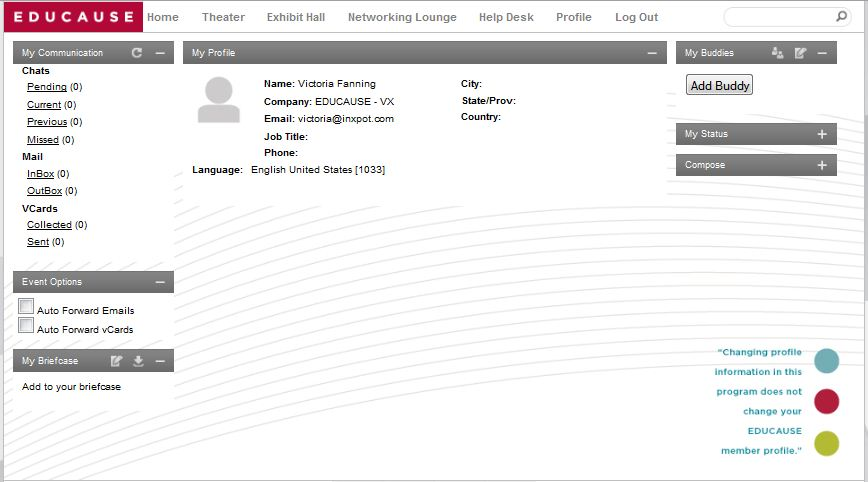 EDUCAUSE
Home Theater Exhibit Hall Networking Lounge Help Desk Profile Log Out
My Communication
Chats
Pending (0)
Current (0)
Previous (0)
Missed (0)
Mail
InBox (0)
OutBox (0)
VCards
Collected (0)
Sent (0)
Event Options
Auto Forward Emails
Auto Forward vCards
My Briefcase
Add to your briefcase
My Profile
Name: Victoria Fanning
Company: EDUCAUSE - VX
Email: victoria@inxpot.com
Job Title:
Phone:
Language: English United States [1033]
City:
State/Prov:
Country:
My Buddies
Add Buddy
My Status
Compose
"Changing profile
information in this
program does not
change your
EDUCAUSE
member profile."